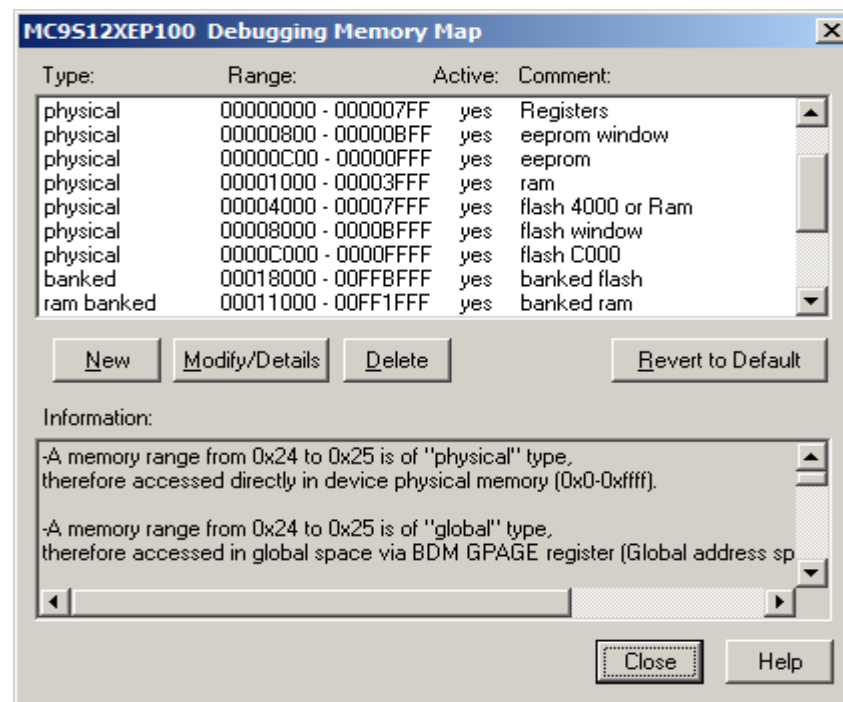 MC9S12XEP100 Debugging Memory Map
Type: Range: Active: Comment:
physical 00000000 - 000007FF yes Registers
physical 00000800 - 00000BFF yes eeprom window
physical 00000C00 - 00000FFF yes eeprom
physical 00001000 - 00003FFF yes ram
physical 00004000 - 00007FFF yes flash 4000 or Ram
physical 00008000 - 0000BFFF yes flash window
physical 0000C000 - 0000FFFF yes flash C000
banked 00018000 - 00FFBFFF yes banked flash
ram banked 00011000 - 00FF1FFF yes banked ram
New Modify/Details Delete Revert to Default
Information:
-A memory range from 0x24 to 0x25 is of "physical" type,
therefore accessed directly in device physical memory (0x0-0xffff).
-A memory range from 0x24 to 0x25 is of "global" type,
therefore accessed in global space via BDM GPAGE register (Global address sp
Close Help